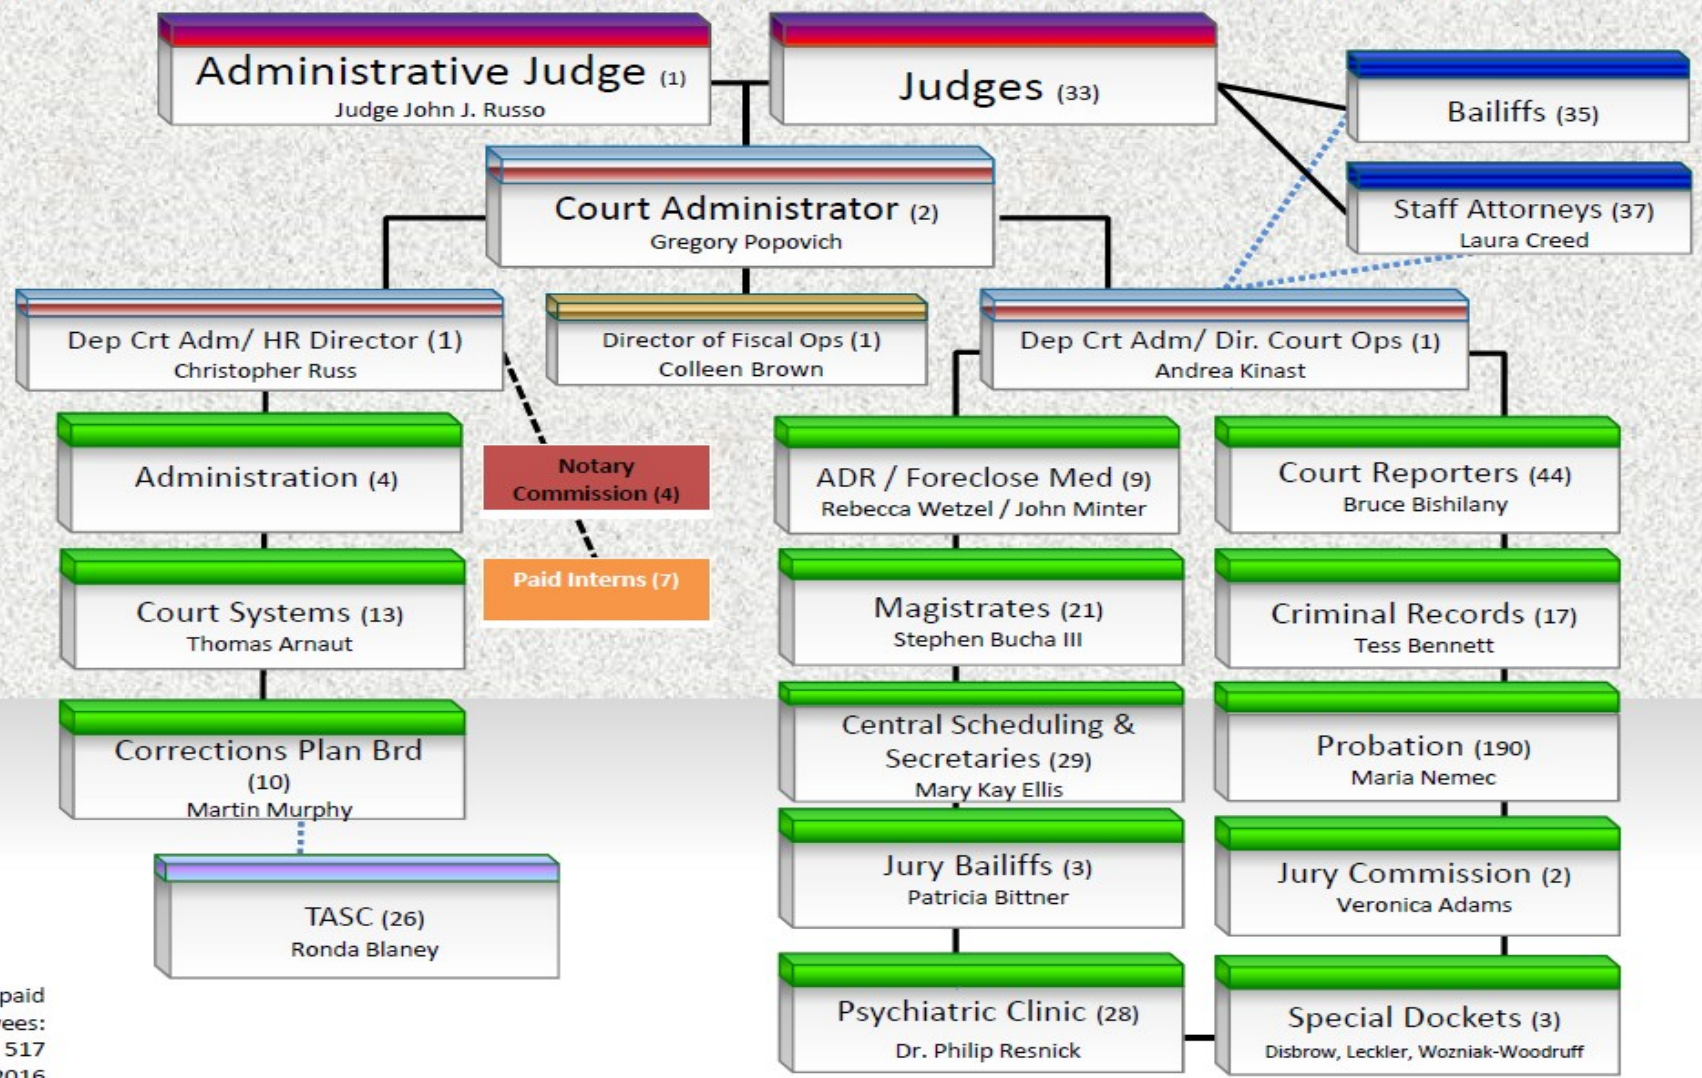 Administrative Judge (1)
Judge John J. Russo
Judges (33)
Bailiffs (35)
Staff Attorneys (37)
Laura Creed
Court Administrator (2)
Gregory Popovich
Dep Crt Adm/ HR Director (1)
Christopher Russ
Director of Fiscal Ops (1)
Colleen Brown
Dep Crt Adm/ Dir. Court Ops (1)
Andrea Kinast
Administration (4)
Notary
Commission (4)
Paid Interns (7)
Court Systems (13)
Thomas Arnaut
Corrections Plan Brd
(10)
Martin Murphy
TASC (26)
Ronda Blaney
ADR / Foreclose Med (9)
Rebecca Wetzel / John Minter
Magistrates (21)
Stephen Bucha III
Central Scheduling &
Secretaries (29)
Mary Kay Ellis
Jury Bailiffs (3)
Patricia Bittner
Psychiatric Clinic (28)
Dr. Philip Resnick
Court Reporters (44)
Bruce Bishilany
Criminal Records (17)
Tess Bennett
Probation (190)
Maria Nemec
Jury Commission (2)
Veronica Adams
Special Dockets (3)
Disbrow, Leckler, Wozniak-Woodruff
paid
ees:
517
2016